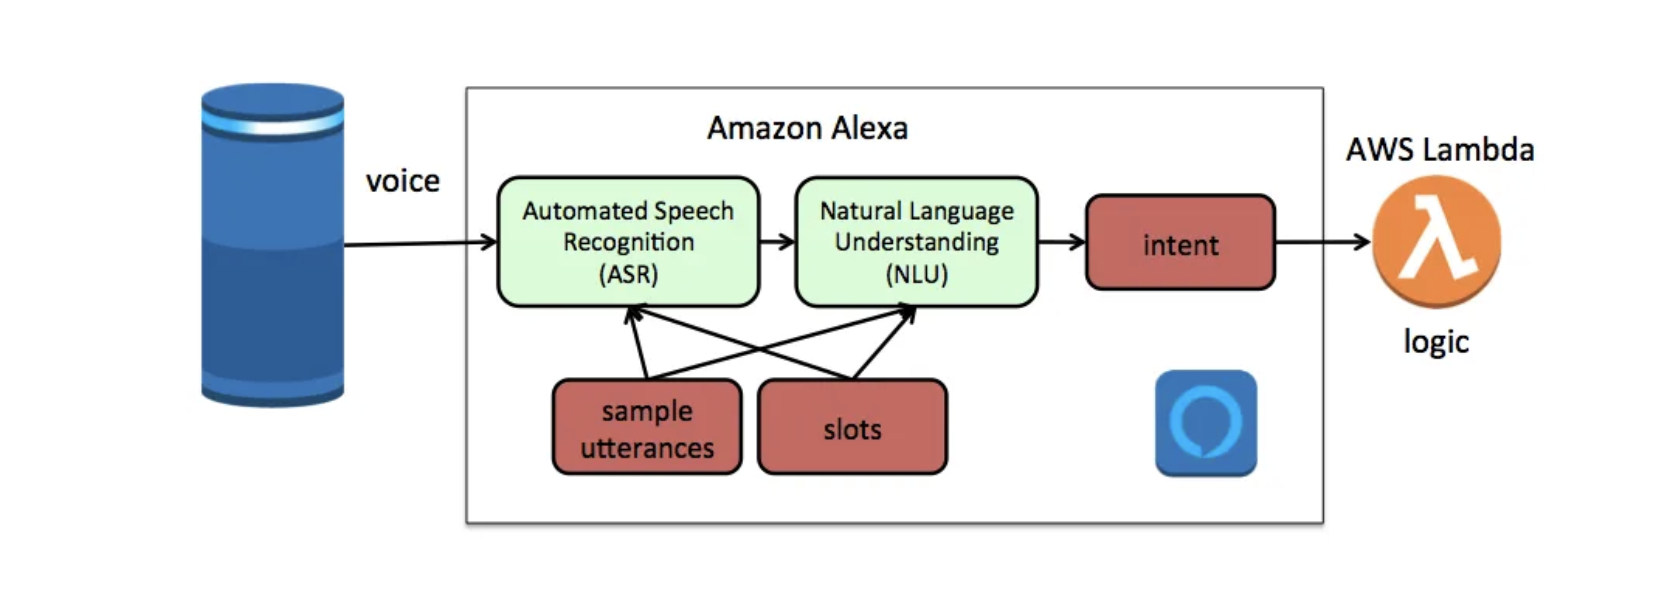 Amazon Alexa
voice
Automated Speech
Recognition
(ASR)
Natural Language
Understanding
(NLU)
intent
AWS Lambda
λ
logic
sample
utterances
slots